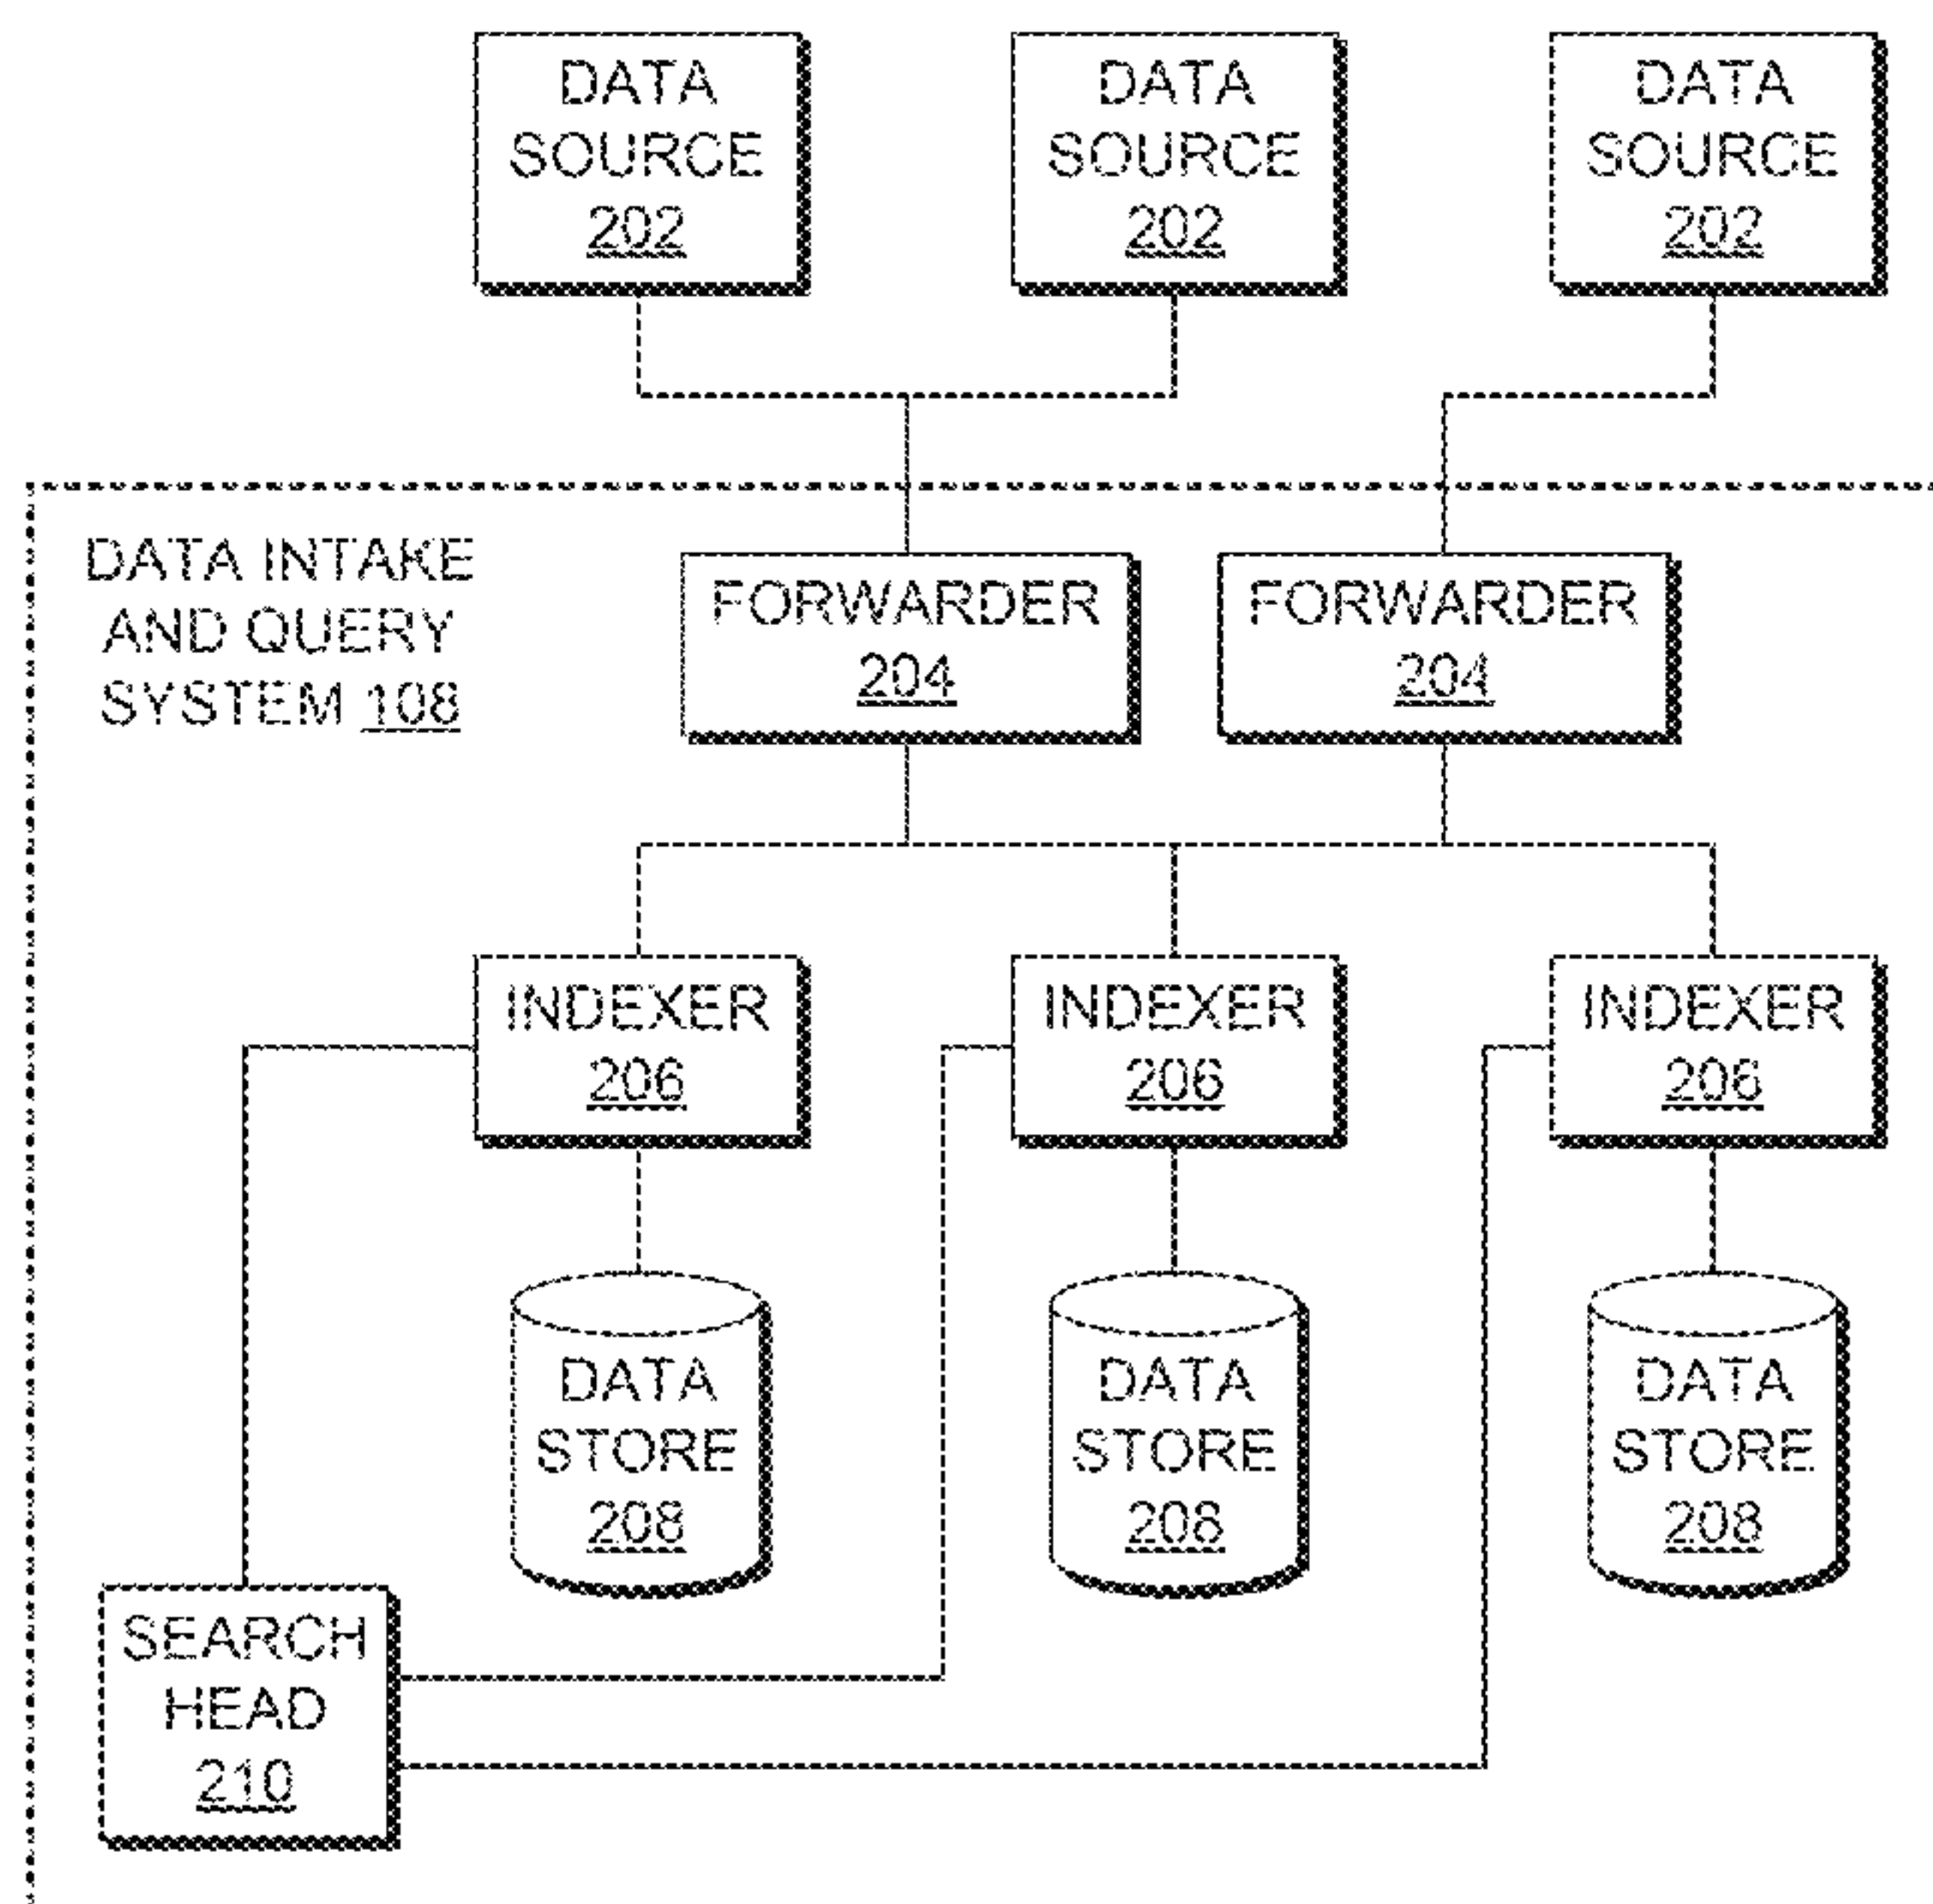 DATA
SOURCE
202
DATA
SOURCE
202
DATA
SOURCE
202
DATA INTAKE
AND QUERY
SYSTEM 108
FORWARDER
204
FORWARDER
204
INDEXER
206
INDEXER
206
INDEXER
206
DATA
STORE
208
DATA
STORE
208
DATA
STORE
208
SEARCH
HEAD
210